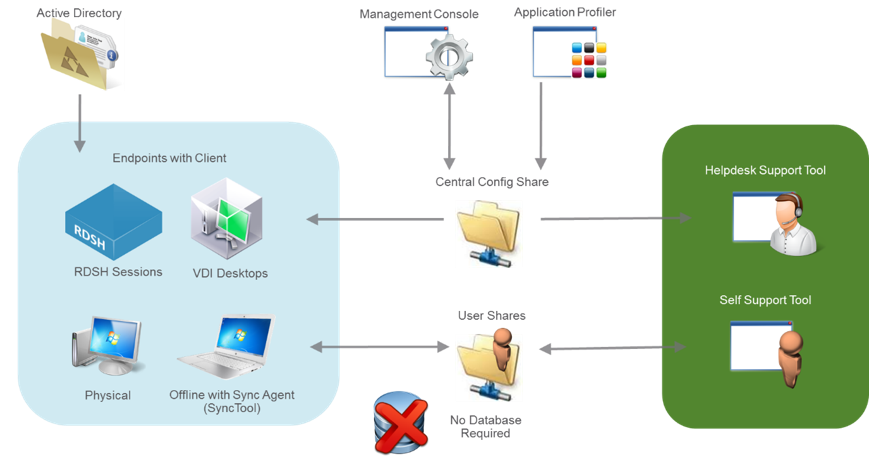 Active Directory
Management Console
Application Profiler
Endpoints with Client
Central Config Share
Helpdesk Support Tool
RDSH
RDSH Sessions
VDI Desktops
Self Support Tool
User Shares
Physical
Offline with Sync Agent
(SyncTool)
No Database
Required